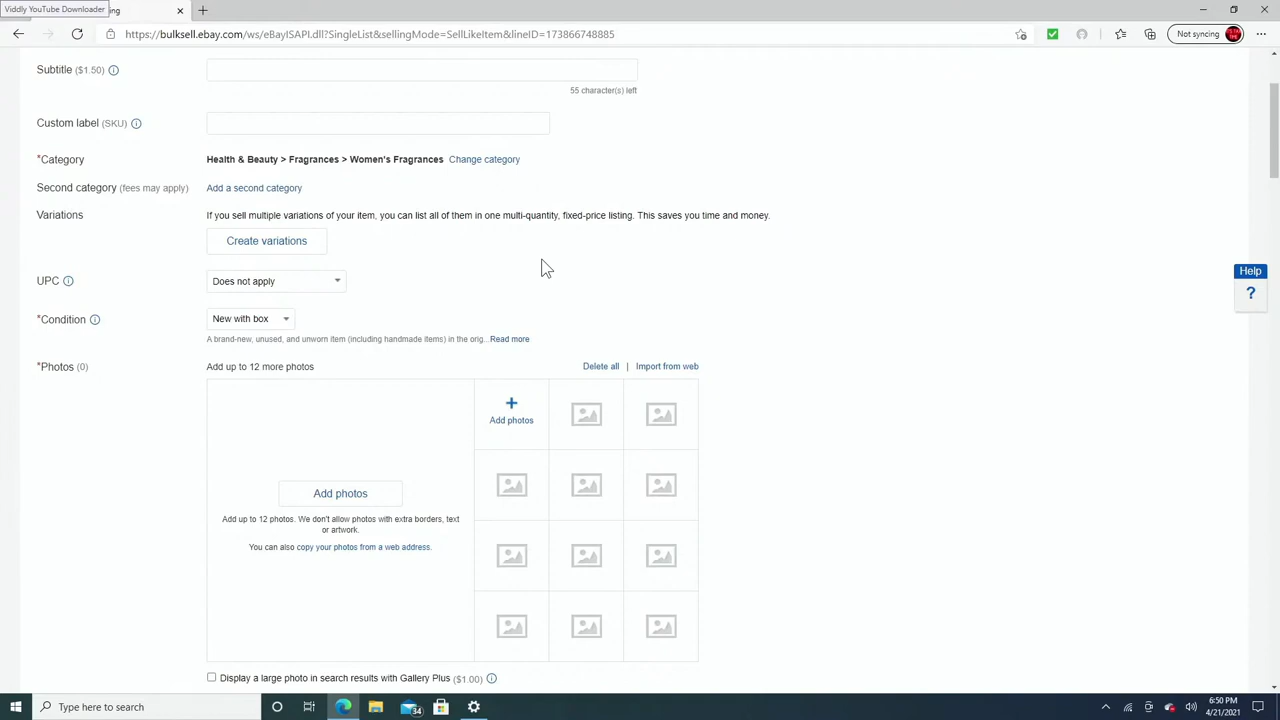 Viddly YouTube Downloader
ing
https://bulksell.ebay.com/ws/eBayISAPI.dll?SingleList&sellingMode=SellLikeItem&lineID=173866748885
Not syncing
Subtitle ($1.50)
55 character(s) left
Custom label (SKU)
*Category
Health & Beauty > Fragrances > Women's Fragrances Change category
Second category (fees may apply)
Add a second category
Variations
If you sell multiple variations of your item, you can list all of them in one multi-quantity, fixed-price listing. This saves you time and money.
Create variations
Help
?
UPC
Does not apply
*Condition
New with box
A brand-new, unused, and unworn item (including handmade items) in the orig... Read more
*Photos (0)
Add up to 12 more photos
Delete all | Import from web
Add photos
Add photos
Add up to 12 photos. We don't allow photos with extra borders, text
or artwork.
You can also copy your photos from a web address.
Display a large photo in search results with Gallery Plus ($1.00)
Type here to search
34
6:50 PM
4/21/2021